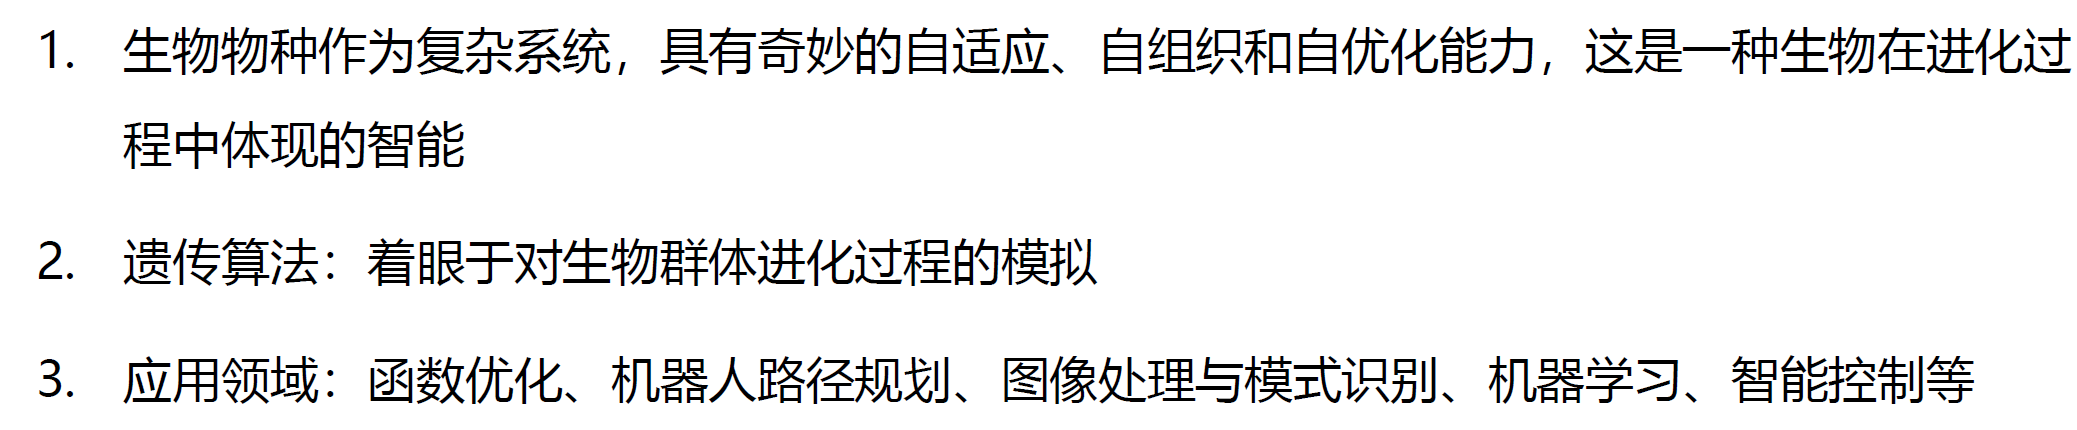 1. 生物物种作为复杂系统，具有奇妙的自适应、自组织和自优化能力，这是一种生物在进化过
程中体现的智能
2. 遗传算法：着眼于对生物群体进化过程的模拟
3. 应用领域：函数优化、机器人路径规划、图像处理与模式识别、机器学习、智能控制等